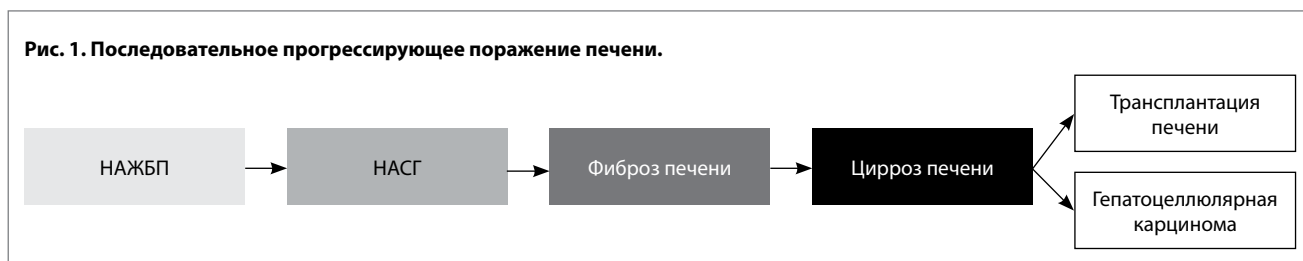 Рис. 1. Последовательное прогрессирующее поражение печени.
НАЖБП
НАСГ
Фиброз печени
Цирроз печени
Трансплантация
печени
Гепатоцеллюлярная
карцинома